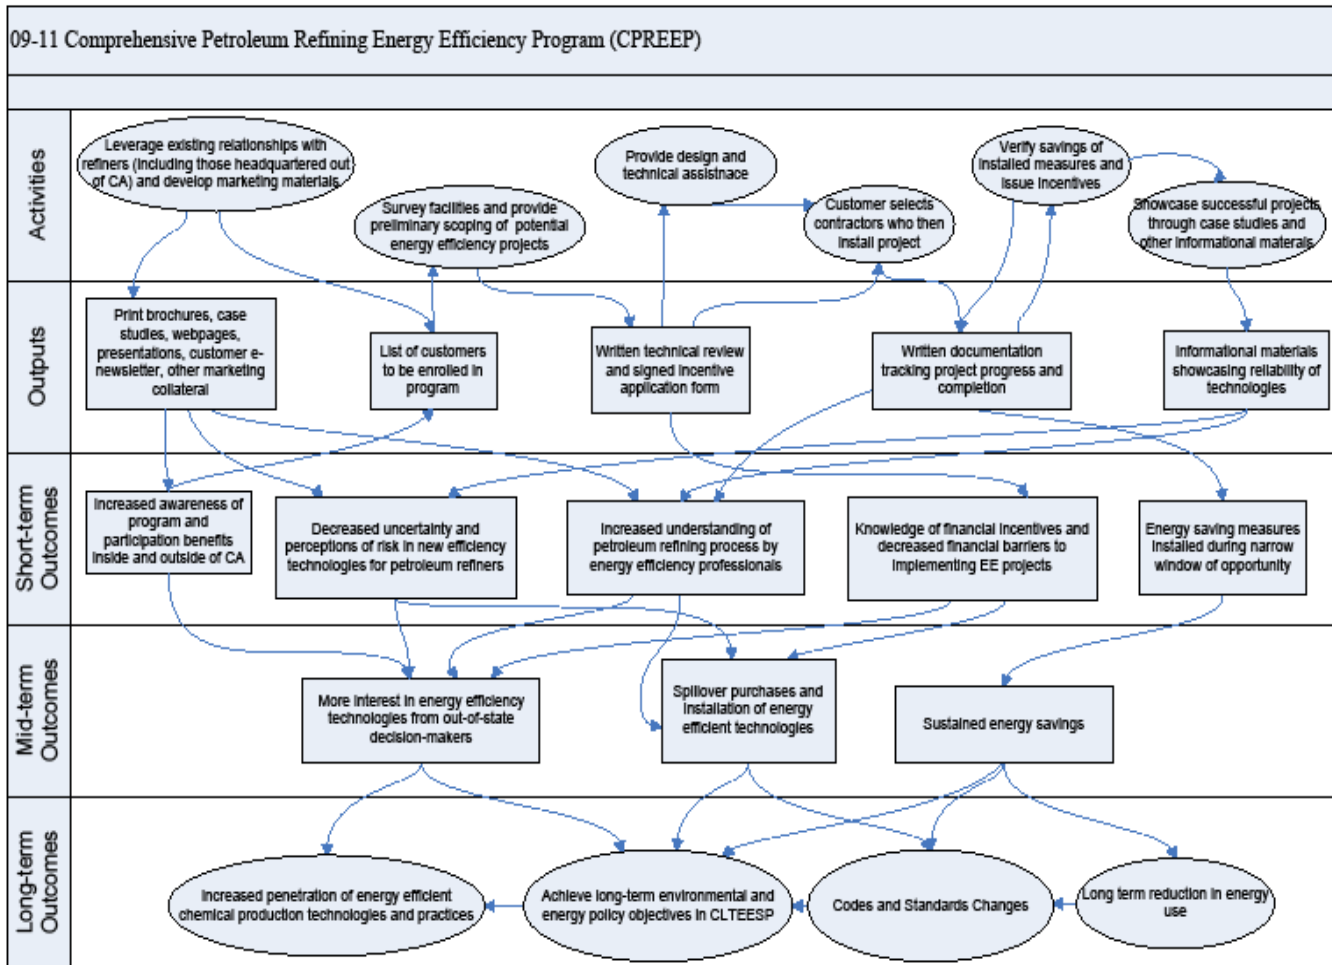 09-11 Comprehensive Petroleum Refining Energy Efficiency Program (CPREEP)
Activities
Leverage existing relationships with
refiners (including those headquartered out
of CA) and develop marketing materials
Survey facilities and provide
preliminary scoping of potential
energy efficiency projects
Provide design and
technical assistnace
Customer selects
contractors who then
install project
Verify savings of
installed measures and
issue incentives
Showcase successful projects
through case studies and
other informational materals
Outputs
Print brochures, case
studies, webpages,
presentations, customer e-
newsletter, other marketing
collateral
List of customers
to be enrolled in
program
Written technical review
and signed incentive
application form
Written documentation
tracking project progress and
completion
Informational materials
showcasing reliability of
technologies
Short-term
Outcomes
Increased awareness of
program and
participation benefits
inside and outside of CA
Decreased uncertainty and
perceptions of risk in new efficiency
technologies for petroleum refiners
Increased understanding of
petroleum refining process by
energy efficiency professionals
Knowledge of financial incentives and
decreased financial barriers to
implementing EE projects
Energy saving measures
installed during narrow
window of opportunity
Mid-term
Outcomes
More interest in energy efficiency
technologies from out-of-state
decision-makers
Spillover purchases and
installation of energy
efficient technologies
Sustained energy savings
Long-term
Outcomes
Increased penetration of energy efficient
chemical production technologies and practices
Achieve long-term environmental and
energy policy objectives in CLTEESP
Codes and Standards Changes
Long term reduction in energy
use